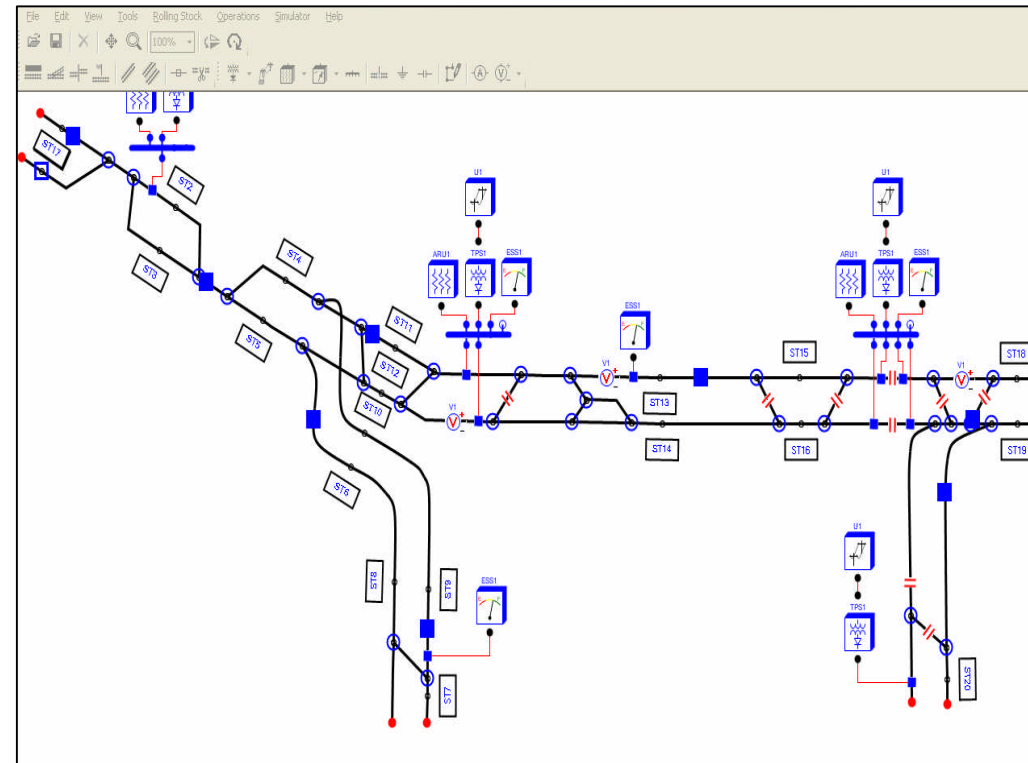 File Edit View Tools Rolling Stock Operations Simulator Help
100%
ST17
ST2
ST3
U1
U1
ST4
ARU1 TPS1 ESS1
ARU1 TPS1 ESS1
ESS1
ST11
ST5
ST12
ST15
ST18
V1
V1
ST10
V1
ST13
ST14
ST16
ST19
ST6
U1
ST8
ST9
ESS1
TPS1
ST7
ST20